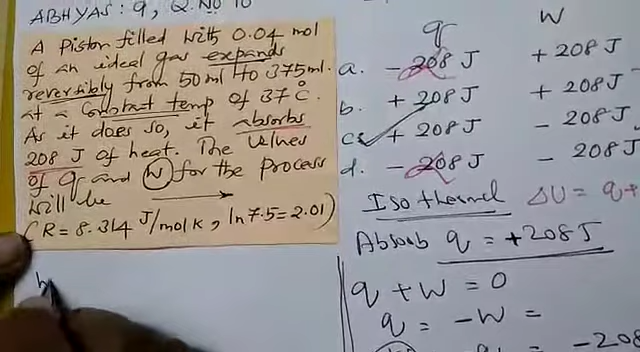 ABHYAS: 9, Q.No 10
A Piston filled with 0.04 mol
of an ideal gas expands
reversibly from 50 ml to 375 ml.
at a Constant temp of 37°C.
As it does so, it absorbs
208 J of heat. The Values
of q and W for the process
will be
(R = 8.314 J/mol K, ln 7.5 = 2.01)
q W
a. - 208 J + 208 J
b. + 208 J + 208 J
c. + 208 J - 208 J
d. - 208 J - 208 J
Isothermal ΔU = q+
Absorb q = +208 J
q + W = 0
q = -W =
= -208